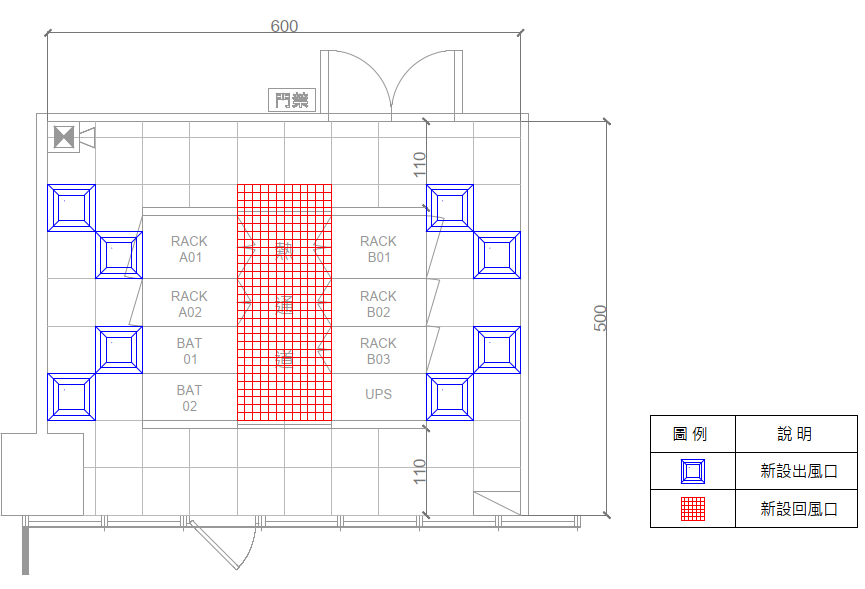 600
門禁
110
RACK
A01
熱
RACK
B01
RACK
A02
通
RACK
B02
500
BAT
01
道
RACK
B03
BAT
02
UPS
110
圖例 說明
新設出風口
新設回風口